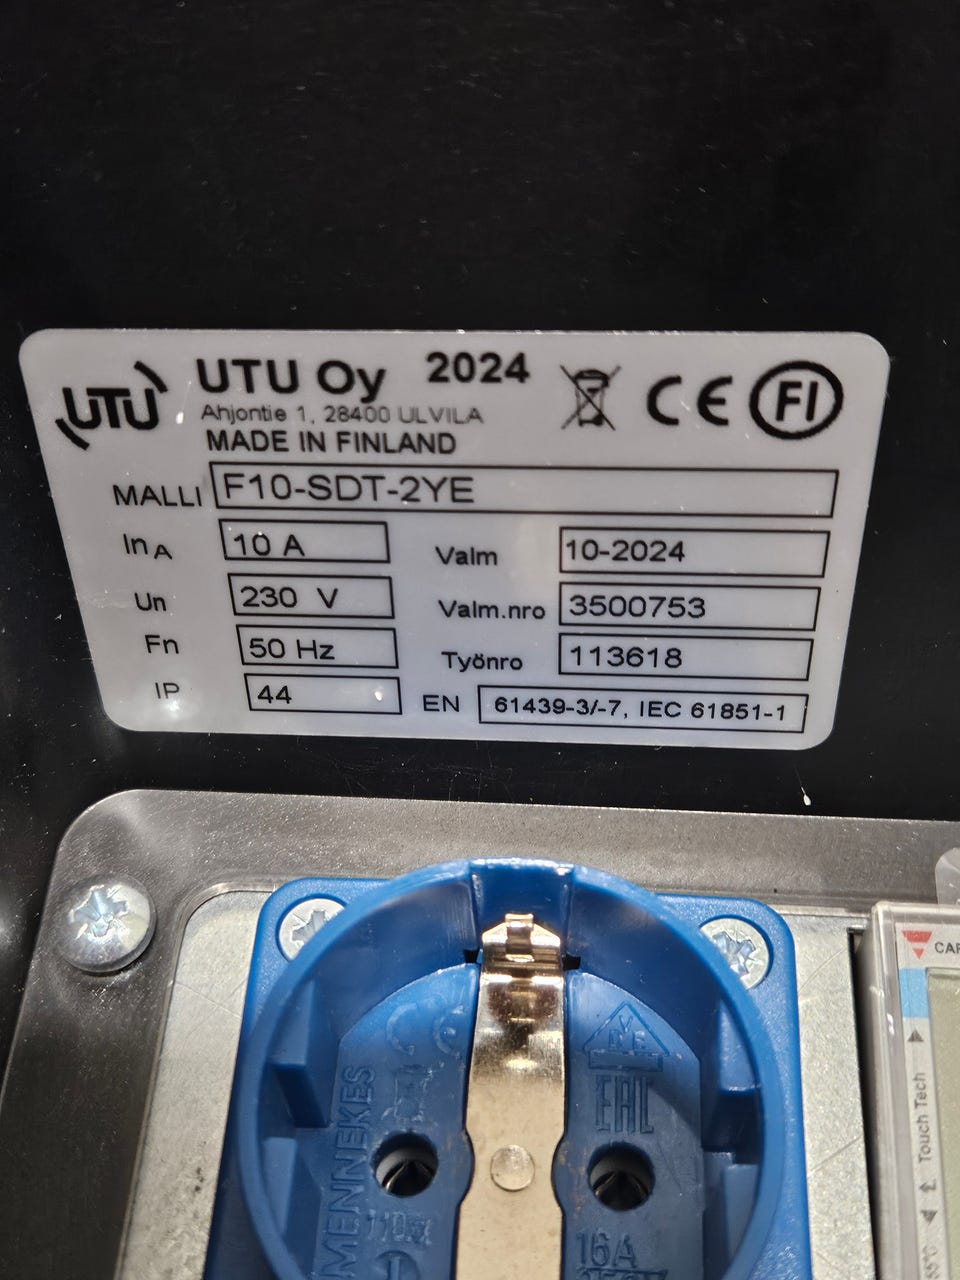 UTU
UTU Oy 2024
Ahjontie 1, 28400 ULVILA
MADE IN FINLAND
CE FI
MALLI F10-SDT-2YE
InA 10 A
Valm 10-2024
Un 230 V
Valm.nro 3500753
Fn 50 Hz
Työnro 113618
IP 44
EN 61439-3/-7, IEC 61851-1
CAR
Touch Tech
MENNEKES
EAC
16A